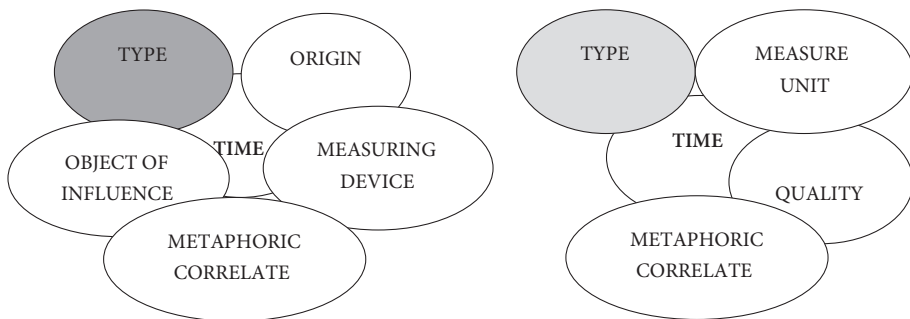 TYPE
ORIGIN
TIME
OBJECT OF
INFLUENCE
MEASURING
DEVICE
METAPHORIC
CORRELATE
TYPE
MEASURE
UNIT
TIME
QUALITY
METAPHORIC
CORRELATE